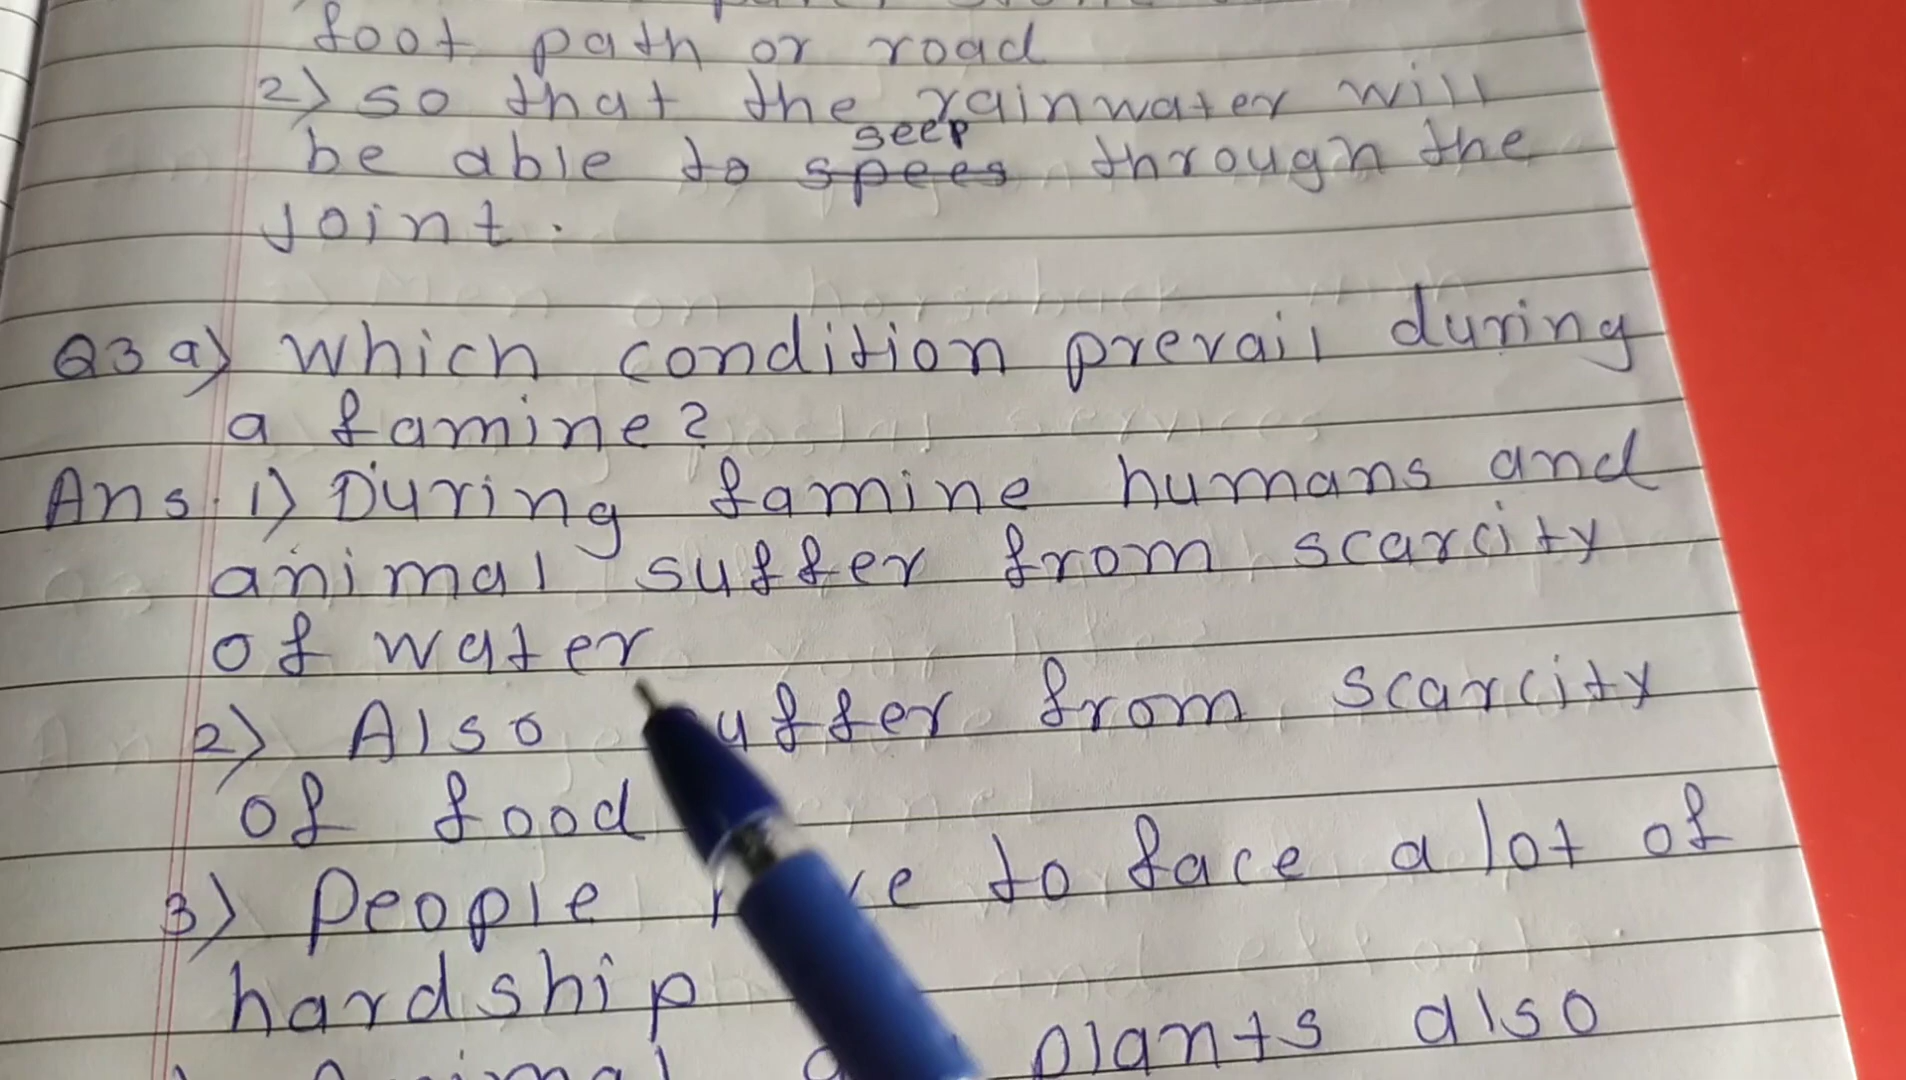 foot path or road
2) so that the rainwater will
seep
be able to spees through the
joint.
Q3 a) Which condition prevail during
a famine?
Ans. 1) During famine humans and
animal suffer from scarcity
of water
2) Also uffer from scarcity
of food
3) People to face a lot of
hardship
plants also